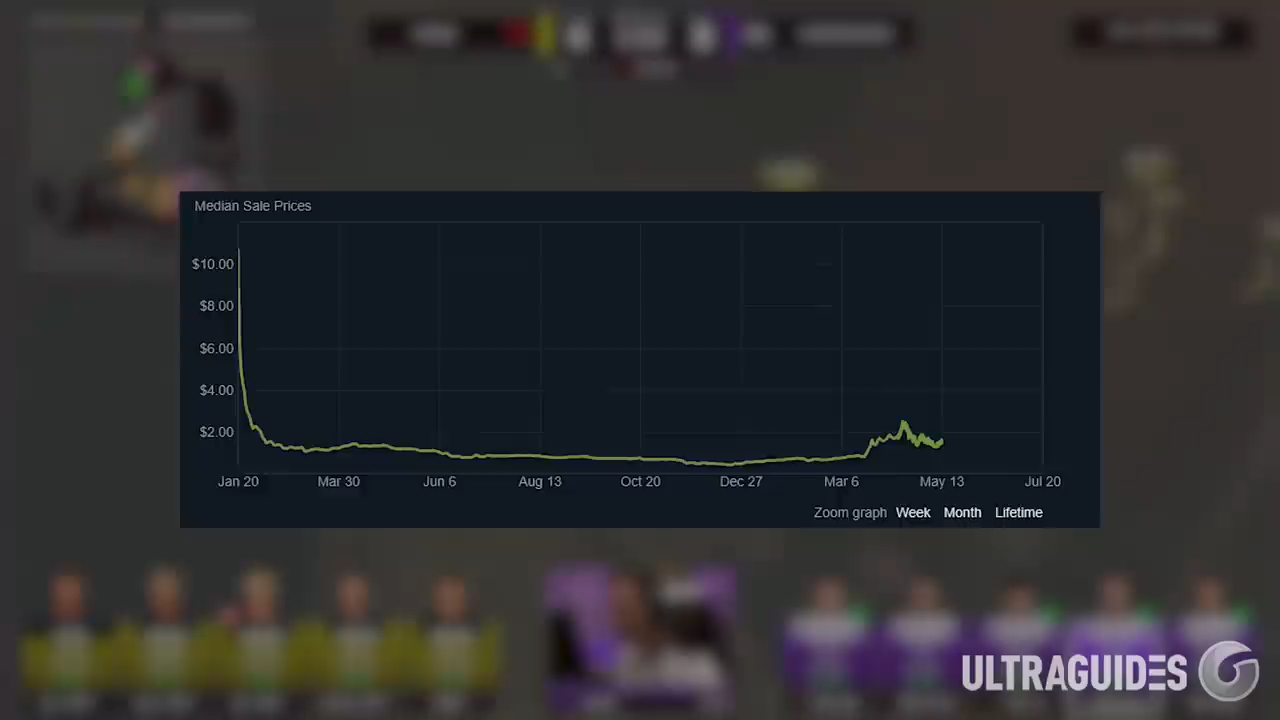 Median Sale Prices
$10.00
$8.00
$6.00
$4.00
$2.00
Jan 20 Mar 30 Jun 6 Aug 13 Oct 20 Dec 27 Mar 6 May 13 Jul 20
Zoom graph Week Month Lifetime
ULTRAGUIDES